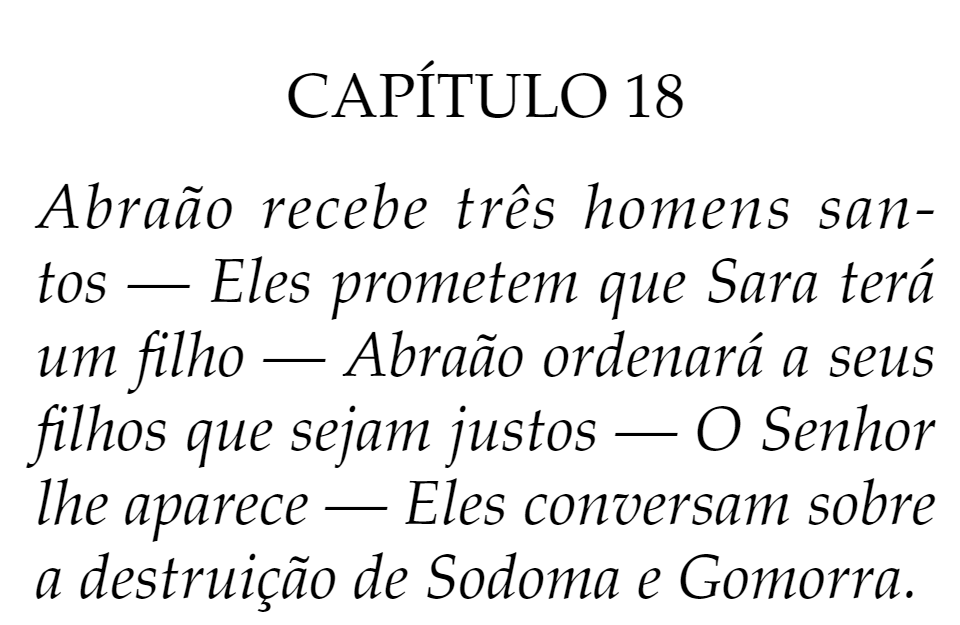 CAPÍTULO 18
Abraão recebe três homens san-
tos — Eles prometem que Sara terá
um filho — Abraão ordenará a seus
filhos que sejam justos — O Senhor
lhe aparece — Eles conversam sobre
a destruição de Sodoma e Gomorra.